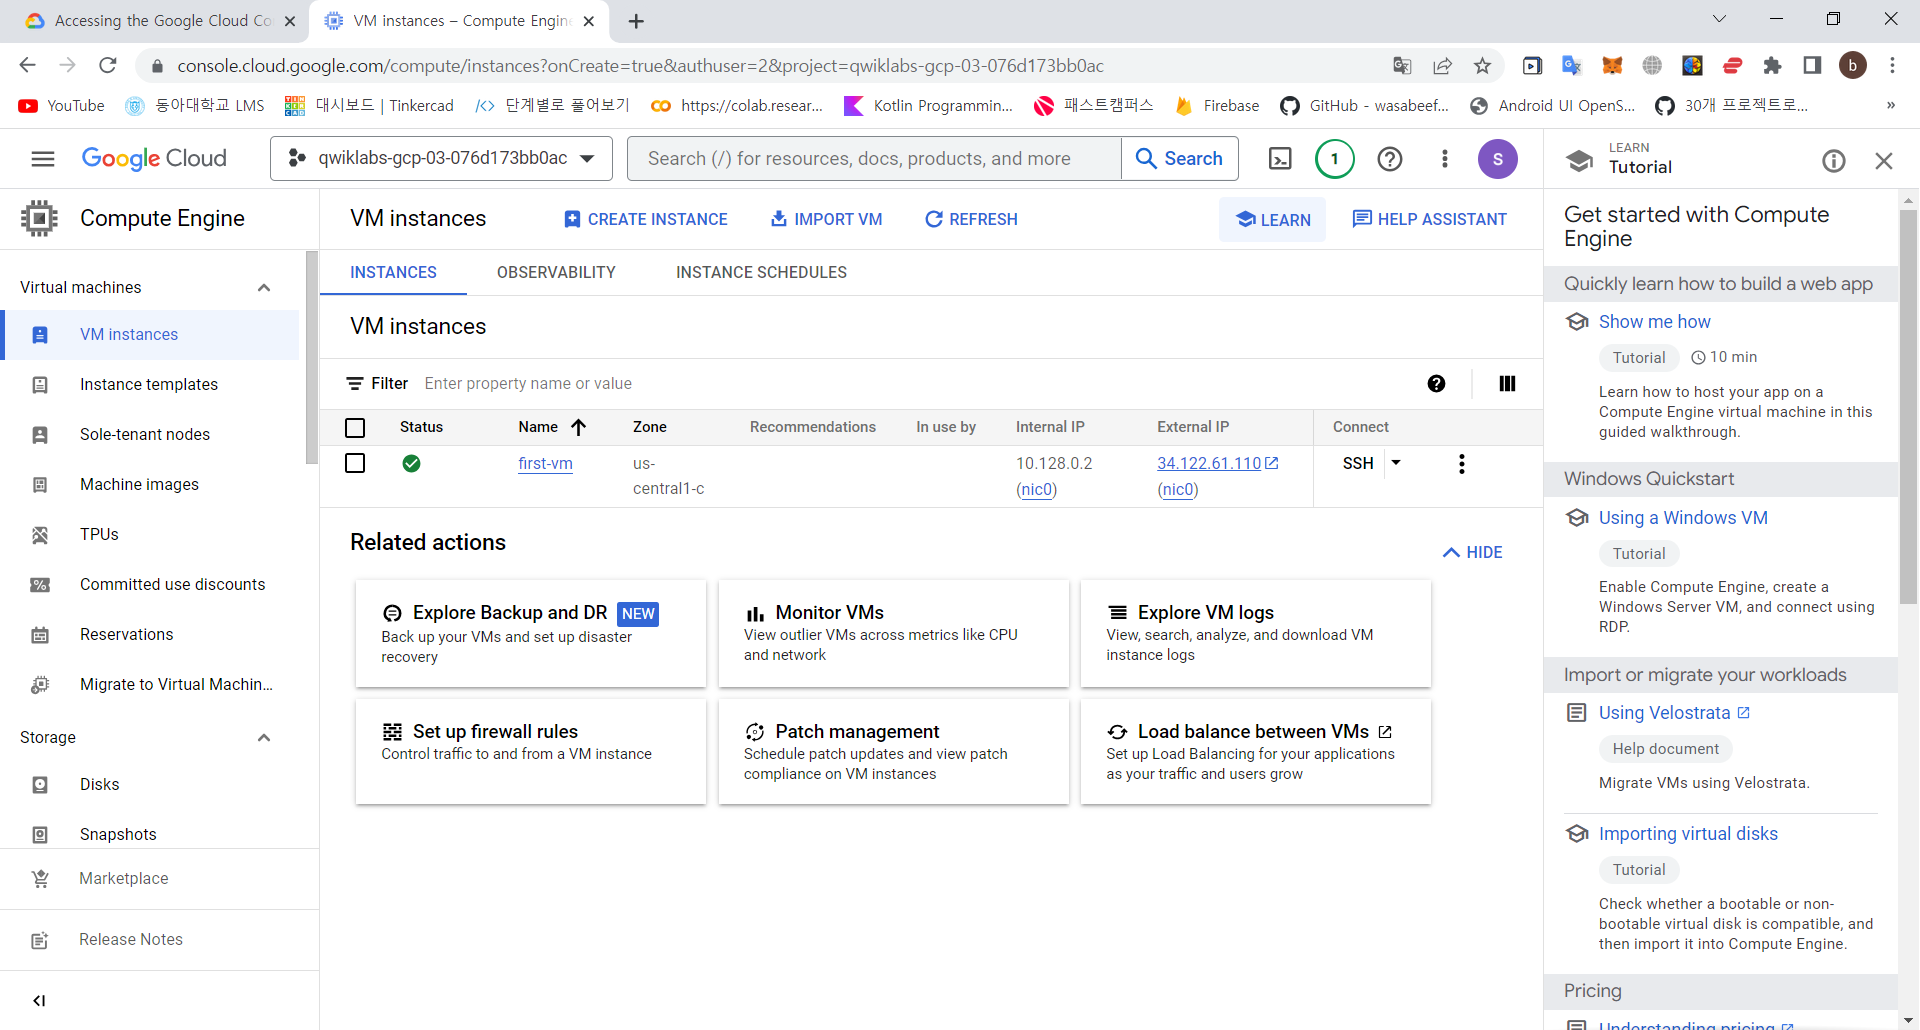 Accessing the Google Cloud Co
VM instances – Compute Engine
console.cloud.google.com/compute/instances?onCreate=true&authuser=2&project=qwiklabs-gcp-03-076d173bb0ac
b
YouTube
동아대학교 LMS
대시보드 | Tinkercad
단계별로 풀어보기
https://colab.resear...
Kotlin Programmin...
패스트캠퍼스
Firebase
GitHub - wasabeef...
Android UI OpenS...
30개 프로젝트로...
»
Google Cloud
qwiklabs-gcp-03-076d173bb0ac
Search (/) for resources, docs, products, and more
Search
1
S
LEARN
Tutorial
Compute Engine
Virtual machines
VM instances
Instance templates
Sole-tenant nodes
Machine images
TPUs
Committed use discounts
Reservations
Migrate to Virtual Machin...
Storage
Disks
Snapshots
Marketplace
Release Notes
VM instances
CREATE INSTANCE
IMPORT VM
REFRESH
LEARN
HELP ASSISTANT
INSTANCES
OBSERVABILITY
INSTANCE SCHEDULES
VM instances
Filter
Enter property name or value
Status
Name
Zone
Recommendations
In use by
Internal IP
External IP
Connect
first-vm
us-
central1-c
10.128.0.2
(nic0)
34.122.61.110
(nic0)
SSH
Related actions
HIDE
Explore Backup and DR NEW
Back up your VMs and set up disaster
recovery
Monitor VMs
View outlier VMs across metrics like CPU
and network
Explore VM logs
View, search, analyze, and download VM
instance logs
Set up firewall rules
Control traffic to and from a VM instance
Patch management
Schedule patch updates and view patch
compliance on VM instances
Load balance between VMs
Set up Load Balancing for your applications
as your traffic and users grow
Get started with Compute
Engine
Quickly learn how to build a web app
Show me how
Tutorial
10 min
Learn how to host your app on a
Compute Engine virtual machine in this
guided walkthrough.
Windows Quickstart
Using a Windows VM
Tutorial
Enable Compute Engine, create a
Windows Server VM, and connect using
RDP.
Import or migrate your workloads
Using Velostrata
Help document
Migrate VMs using Velostrata.
Importing virtual disks
Tutorial
Check whether a bootable or non-
bootable virtual disk is compatible, and
then import it into Compute Engine.
Pricing
Understanding pricing